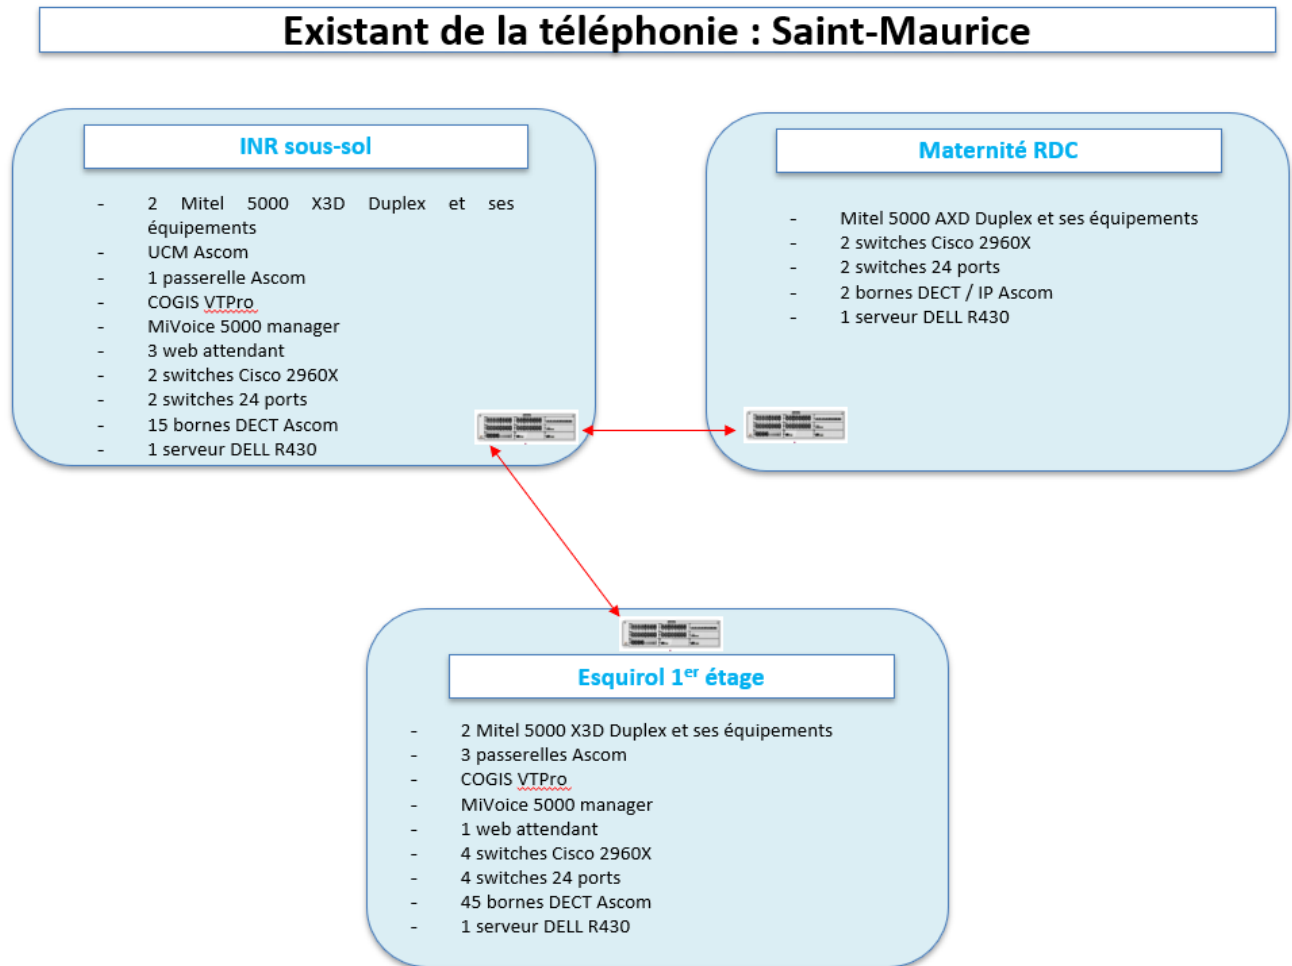 Existant de la téléphonie : Saint-Maurice
INR sous-sol
- 2 Mitel 5000 X3D Duplex et ses
équipements
- UCM Ascom
- 1 passerelle Ascom
- COGIS VTPro
- MiVoice 5000 manager
- 3 web attendant
- 2 switches Cisco 2960X
- 2 switches 24 ports
- 15 bornes DECT Ascom
- 1 serveur DELL R430
Maternité RDC
- Mitel 5000 AXD Duplex et ses équipements
- 2 switches Cisco 2960X
- 2 switches 24 ports
- 2 bornes DECT / IP Ascom
- 1 serveur DELL R430
Esquirol 1er étage
- 2 Mitel 5000 X3D Duplex et ses équipements
- 3 passerelles Ascom
- COGIS VTPro
- MiVoice 5000 manager
- 1 web attendant
- 4 switches Cisco 2960X
- 4 switches 24 ports
- 45 bornes DECT Ascom
- 1 serveur DELL R430